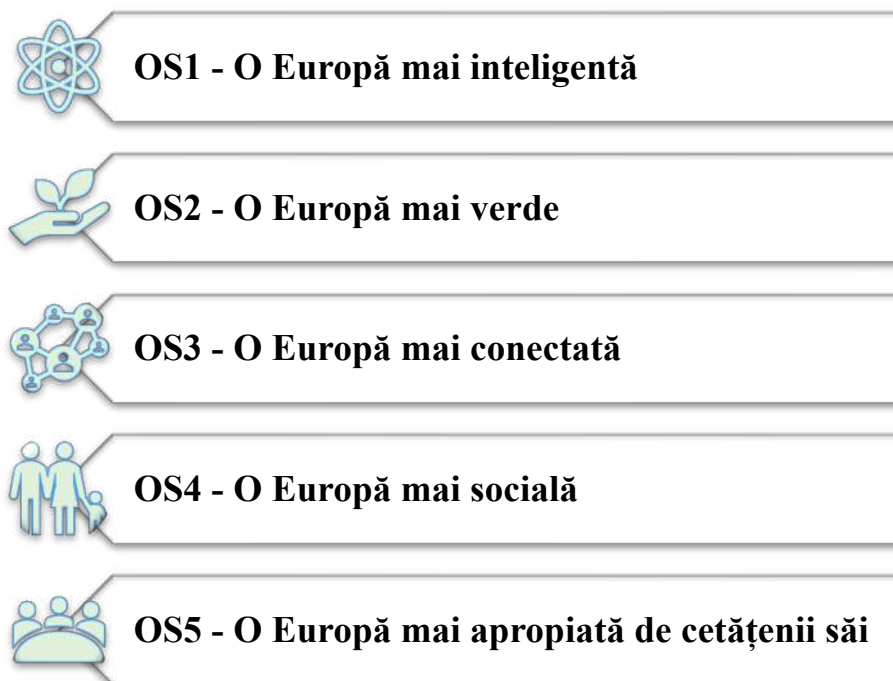 OS1 - O Europă mai inteligentă
OS2 - O Europă mai verde
OS3 - O Europă mai conectată
OS4 - O Europă mai socială
OS5 - O Europă mai apropiată de cetățenii săi